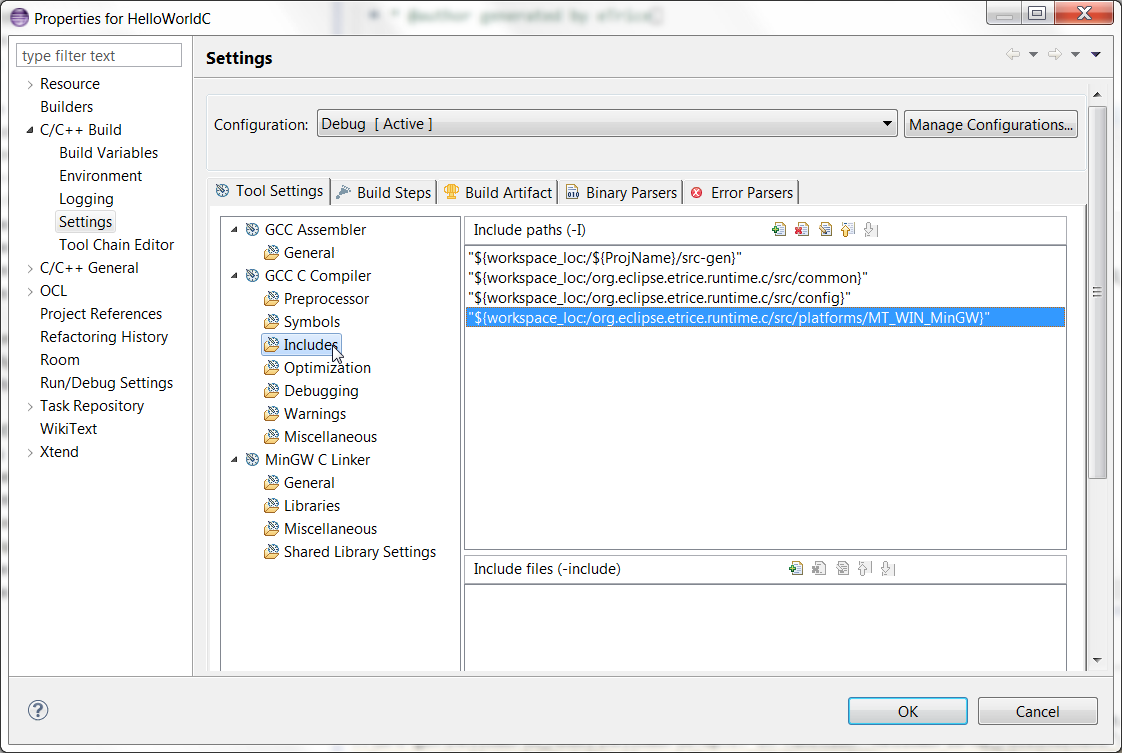 * @author generated by eTrice
Properties for HelloWorldC
type filter text
Settings
Resource
Builders
C/C++ Build
Build Variables
Environment
Logging
Settings
Tool Chain Editor
C/C++ General
OCL
Project References
Refactoring History
Room
Run/Debug Settings
Task Repository
WikiText
Xtend
Configuration:
Debug [ Active ]
Manage Configurations...
Tool Settings
Build Steps
Build Artifact
Binary Parsers
Error Parsers
GCC Assembler
General
GCC C Compiler
Preprocessor
Symbols
Includes
Optimization
Debugging
Warnings
Miscellaneous
MinGW C Linker
General
Libraries
Miscellaneous
Shared Library Settings
Include paths (-I)
"${workspace_loc:/${ProjName}/src-gen}"
"${workspace_loc:/org.eclipse.etrice.runtime.c/src/common}"
"${workspace_loc:/org.eclipse.etrice.runtime.c/src/config}"
"${workspace_loc:/org.eclipse.etrice.runtime.c/src/platforms/MT_WIN_MinGW}"
Include files (-include)
OK
Cancel